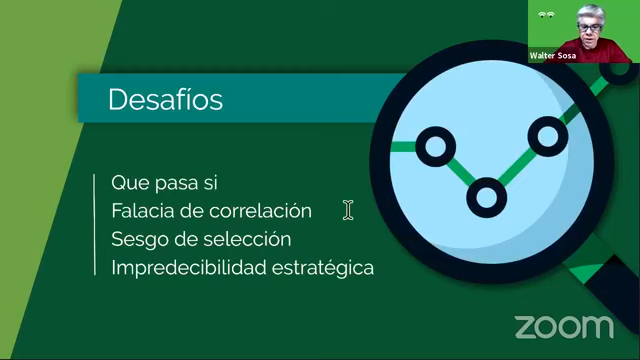 Walter Sosa
Desafíos
Que pasa si
Falacia de correlación
Sesgo de selección
Impredecibilidad estratégica
zoom